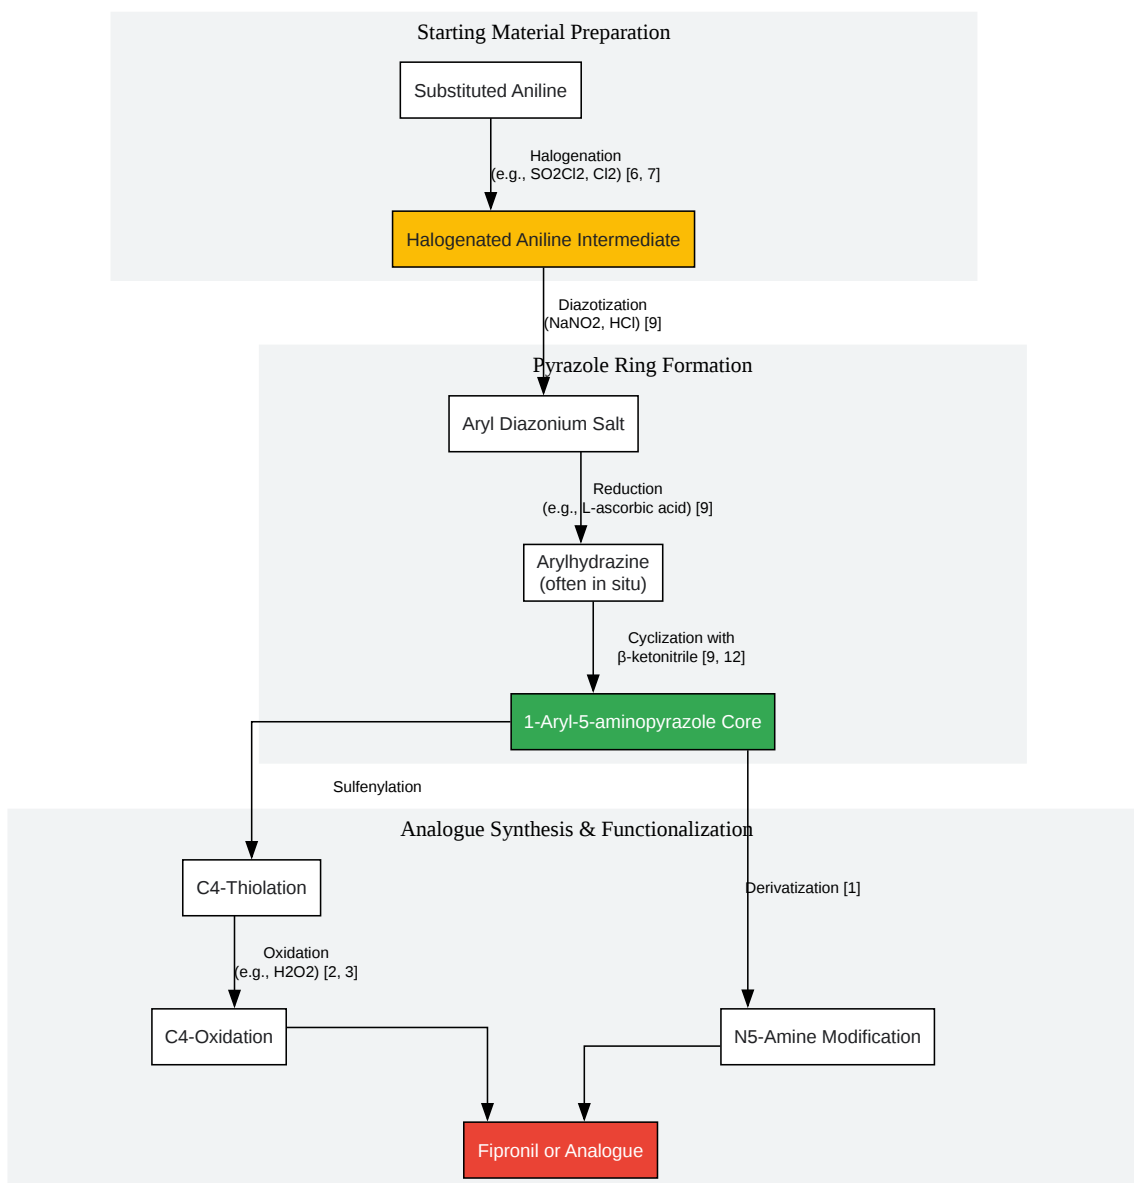 Starting Material Preparation
Substituted Aniline
Halogenation
(e.g., SO2Cl2, Cl2) [6, 7]
Halogenated Aniline Intermediate
Diazotization
(NaNO2, HCl) [9]
Pyrazole Ring Formation
Aryl Diazonium Salt
Reduction
(e.g., L-ascorbic acid) [9]
Arylhydrazine
(often in situ)
Cyclization with
β-ketonitrile [9, 12]
1-Aryl-5-aminopyrazole Core
Sulfenylation
Analogue Synthesis & Functionalization
C4-Thiolation
Derivatization [1]
Oxidation
(e.g., H2O2) [2, 3]
C4-Oxidation
N5-Amine Modification
Fipronil or Analogue